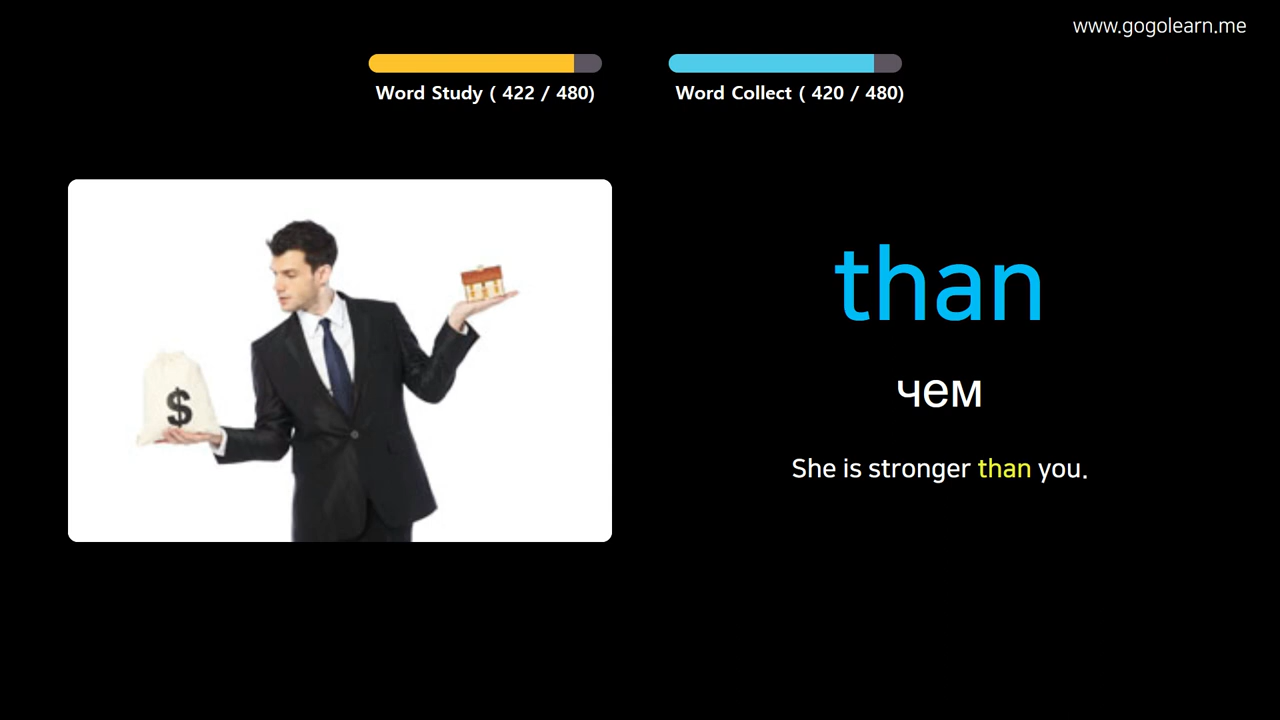 www.gogolearn.me
Word Study ( 422 / 480)
Word Collect ( 420 / 480)
$
than
чем
She is stronger than you.